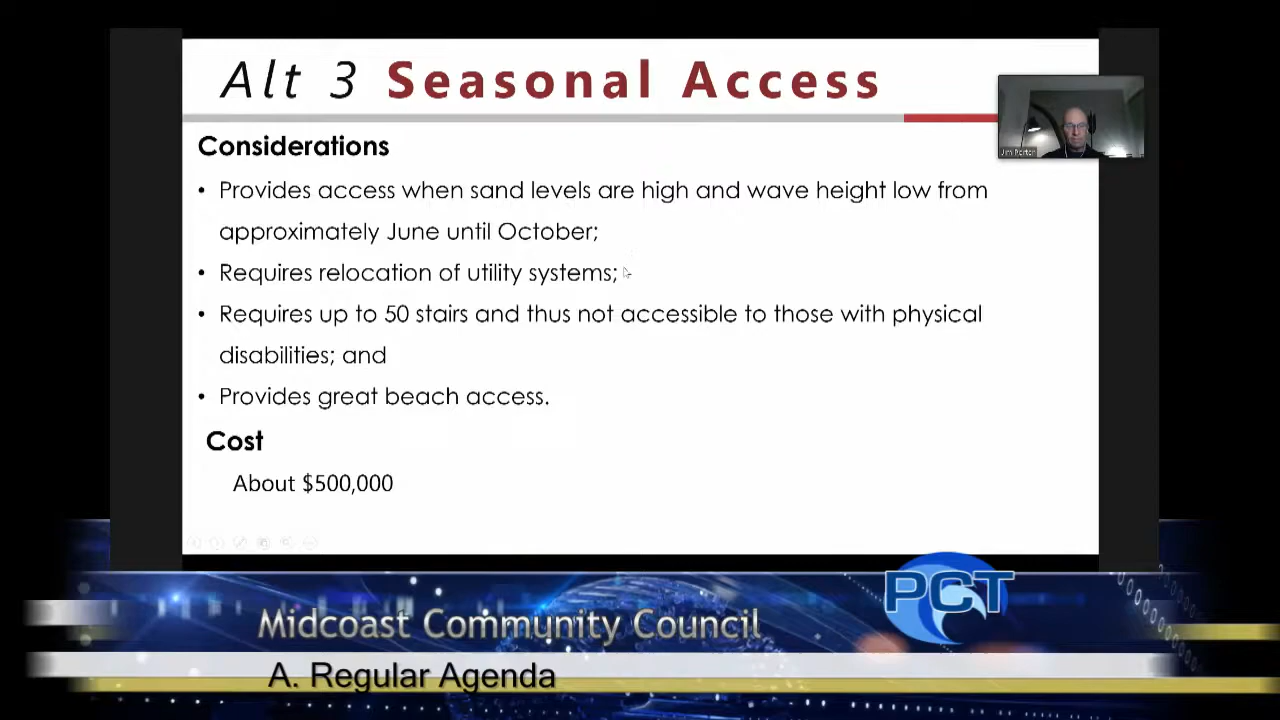 Alt 3 Seasonal Access
Considerations
• Provides access when sand levels are high and wave height low from
approximately June until October;
• Requires relocation of utility systems;
• Requires up to 50 stairs and thus not accessible to those with physical
disabilities; and
• Provides great beach access.
Cost
About $500,000
Jim Porter
PCT
Midcoast Community Council
A. Regular Agenda